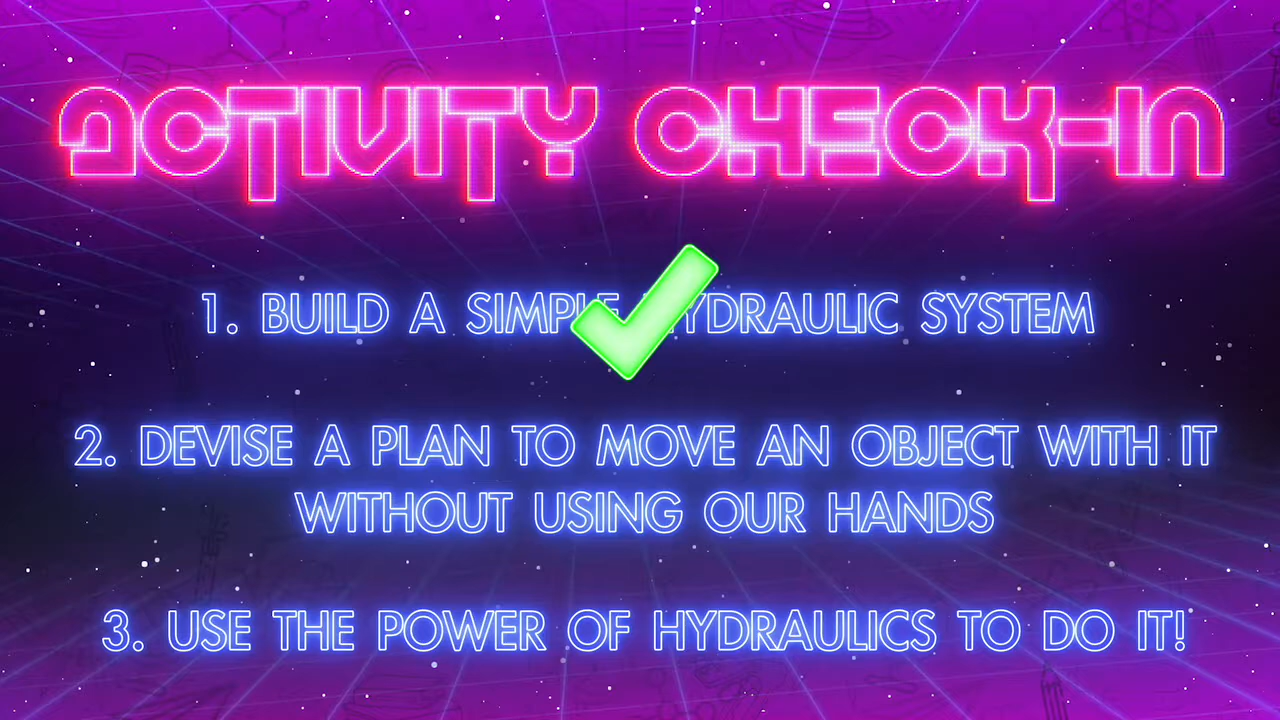 ACTIVITY CHECK-IN
1. BUILD A SIMPLE HYDRAULIC SYSTEM
2. DEVISE A PLAN TO MOVE AN OBJECT WITH IT
WITHOUT USING OUR HANDS
3. USE THE POWER OF HYDRAULICS TO DO IT!